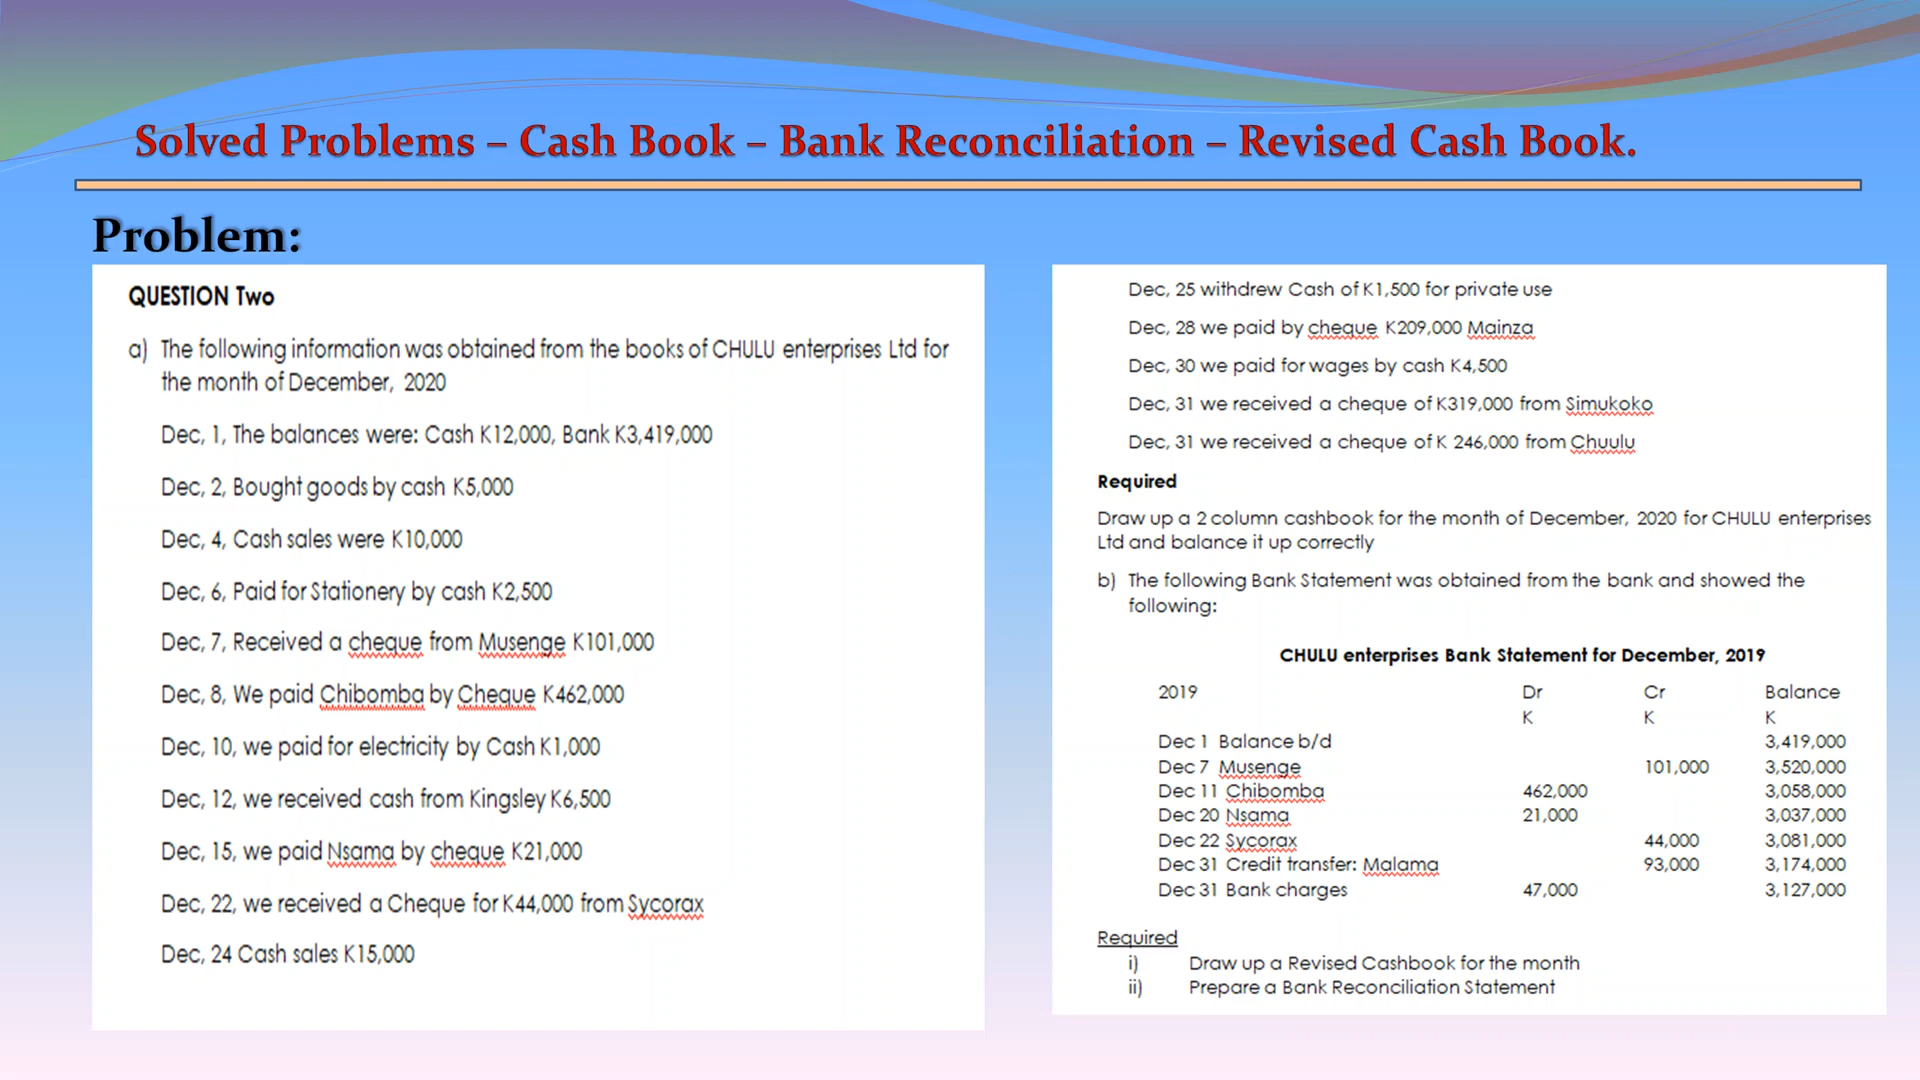 Solved Problems – Cash Book – Bank Reconciliation – Revised Cash Book.
Problem:
QUESTION Two
a) The following information was obtained from the books of CHULU enterprises Ltd for
the month of December, 2020
Dec, 1, The balances were: Cash K12,000, Bank K3,419,000
Dec, 2, Bought goods by cash K5,000
Dec, 4, Cash sales were K10,000
Dec, 6, Paid for Stationery by cash K2,500
Dec, 7, Received a cheque from Musenge K101,000
Dec, 8, We paid Chibomba by Cheque K462,000
Dec, 10, we paid for electricity by Cash K1,000
Dec, 12, we received cash from Kingsley K6,500
Dec, 15, we paid Nsama by cheque K21,000
Dec, 22, we received a Cheque for K44,000 from Sycorax
Dec, 24 Cash sales K15,000
Dec, 25 withdrew Cash of K1,500 for private use
Dec, 28 we paid by cheque K209,000 Mainza
Dec, 30 we paid for wages by cash K4,500
Dec, 31 we received a cheque of K319,000 from Simukoko
Dec, 31 we received a cheque of K 246,000 from Chuulu
Required
Draw up a 2 column cashbook for the month of December, 2020 for CHULU enterprises
Ltd and balance it up correctly
b) The following Bank Statement was obtained from the bank and showed the
following:
CHULU enterprises Bank Statement for December, 2019
2019 Dr Cr Balance
K K K
Dec 1 Balance b/d 3,419,000
Dec 7 Musenge 101,000 3,520,000
Dec 11 Chibomba 462,000 3,058,000
Dec 20 Nsama 21,000 3,037,000
Dec 22 Sycorax 44,000 3,081,000
Dec 31 Credit transfer: Malama 93,000 3,174,000
Dec 31 Bank charges 47,000 3,127,000
Required
i) Draw up a Revised Cashbook for the month
ii) Prepare a Bank Reconciliation Statement